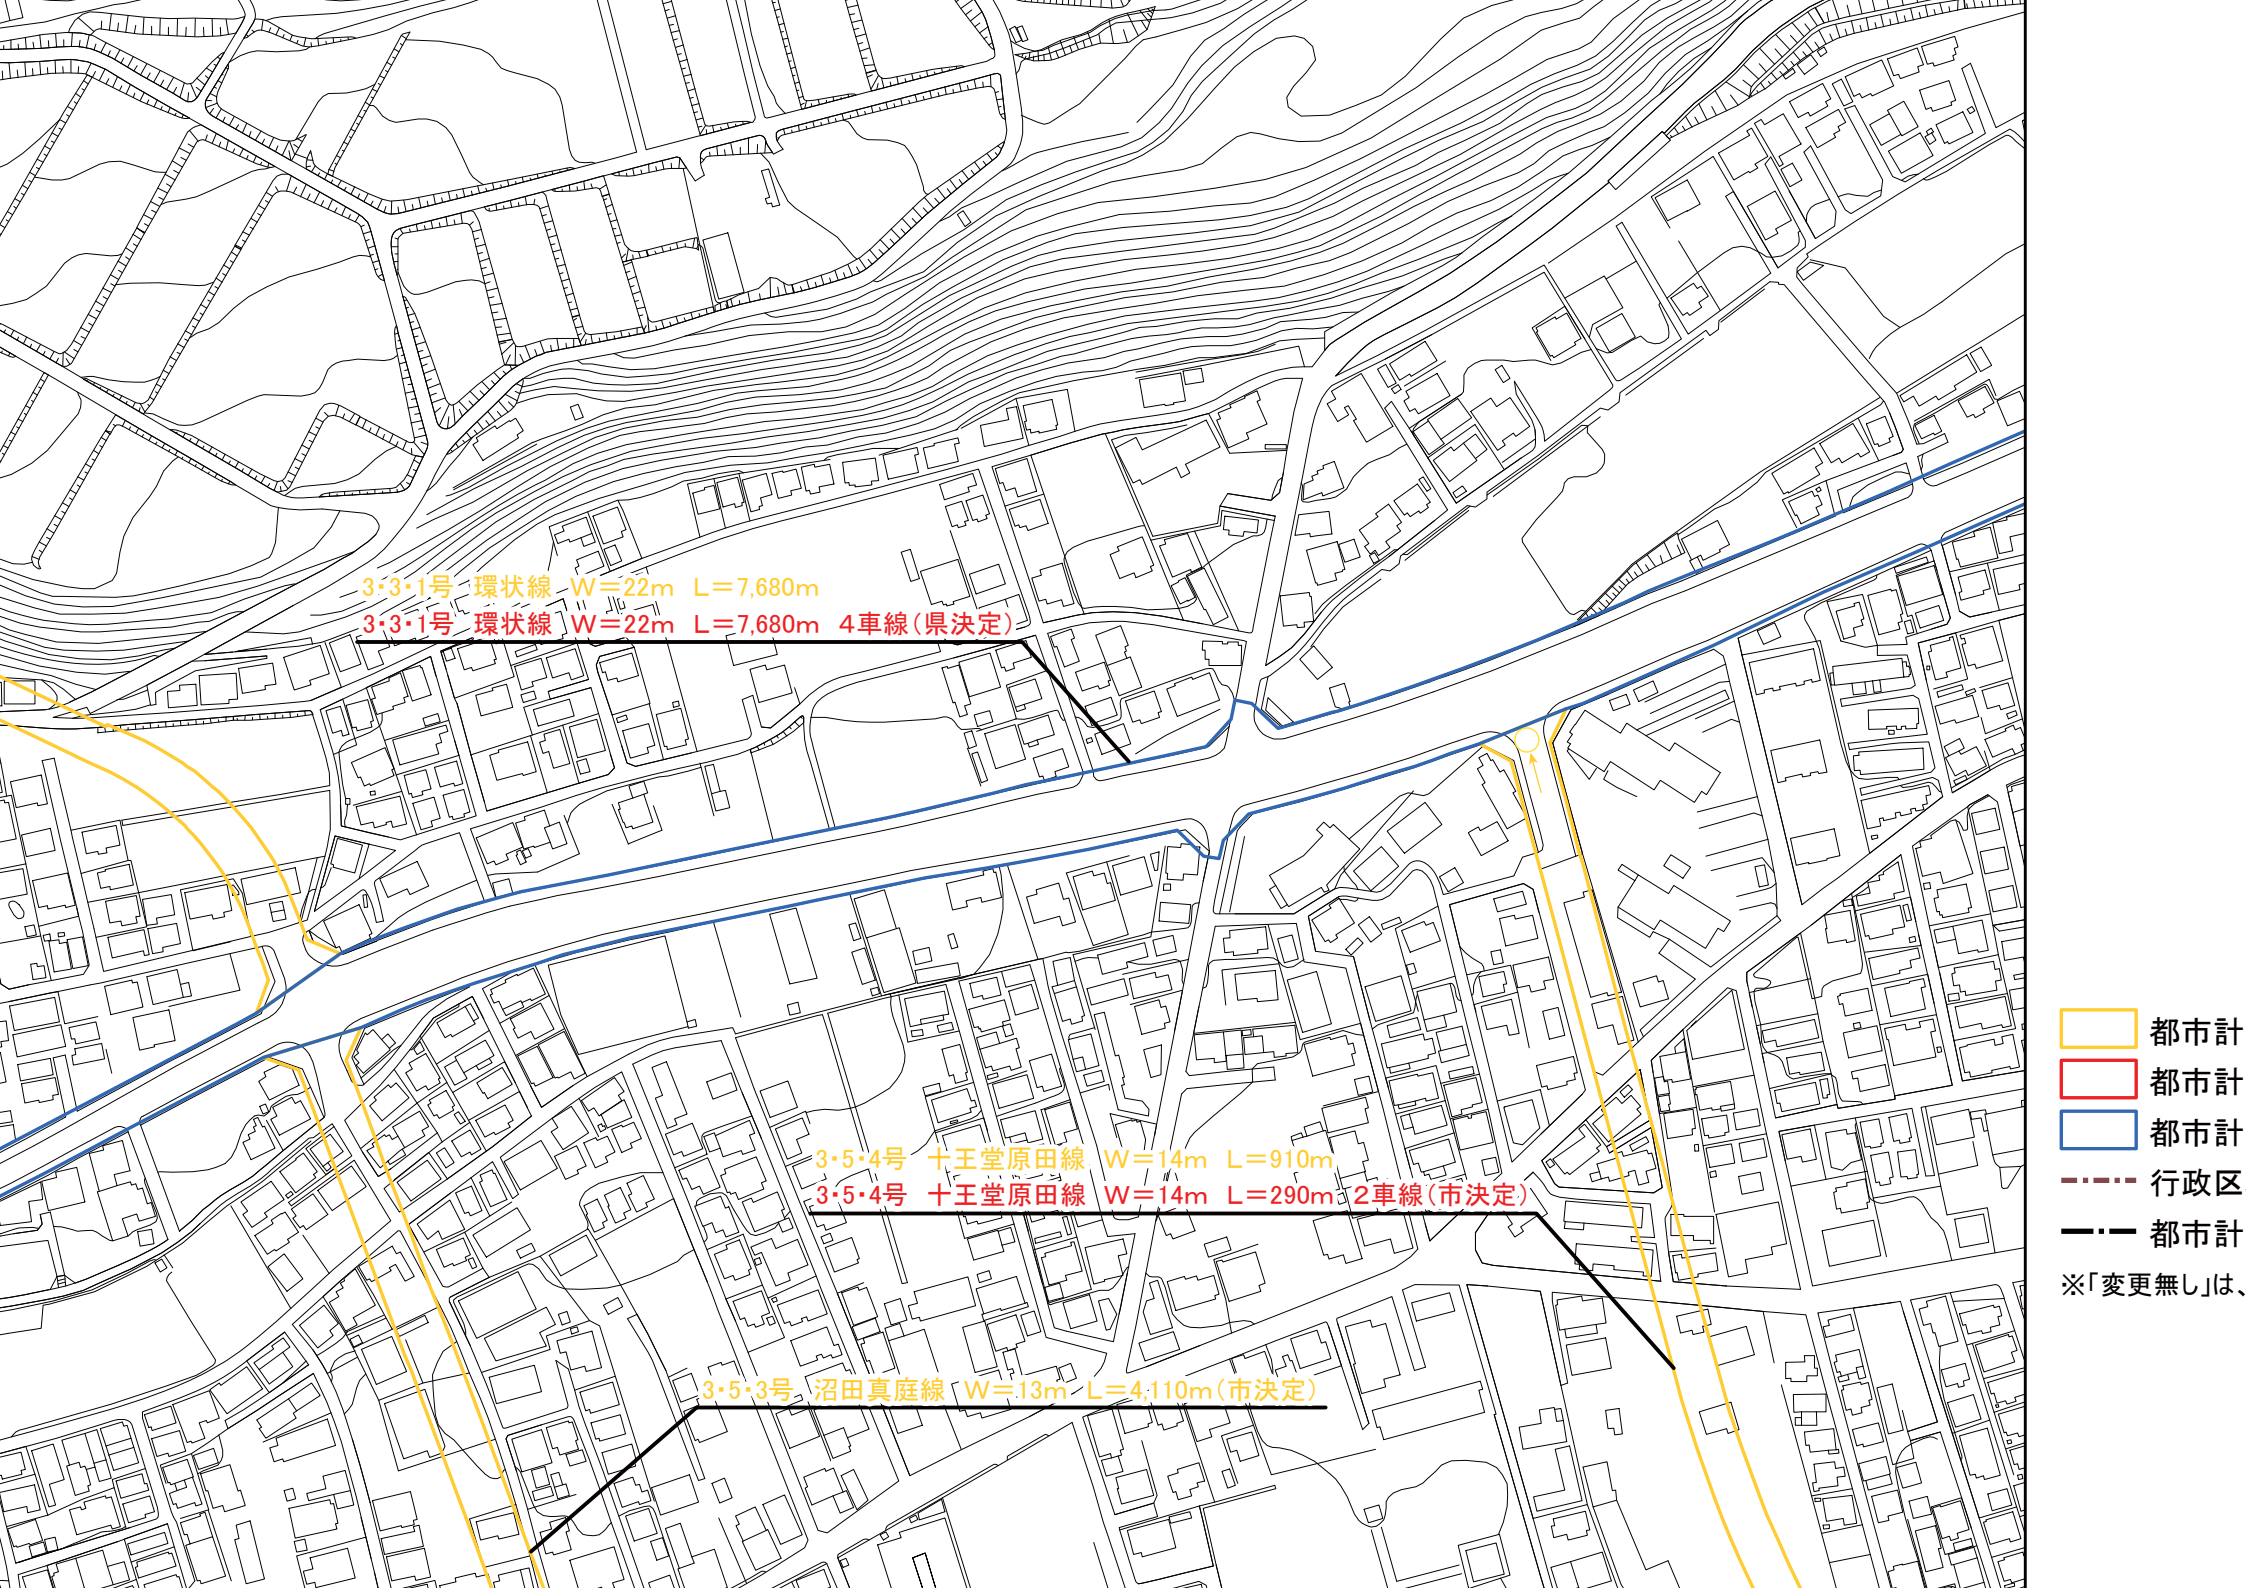 3・3・1号　環状線　W＝22m　L＝7,680m
3・3・1号　環状線　W＝22m　L＝7,680m　4車線（県決定）
3・5・4号　十王堂原田線　W＝14m　L＝910m
3・5・4号　十王堂原田線　W＝14m　L＝290m　2車線（市決定）
3・5・3号　沼田真庭線　W＝13m　L＝4,110m（市決定）
都市計
都市計
都市計
行政区
都市計
※「変更無し」は、